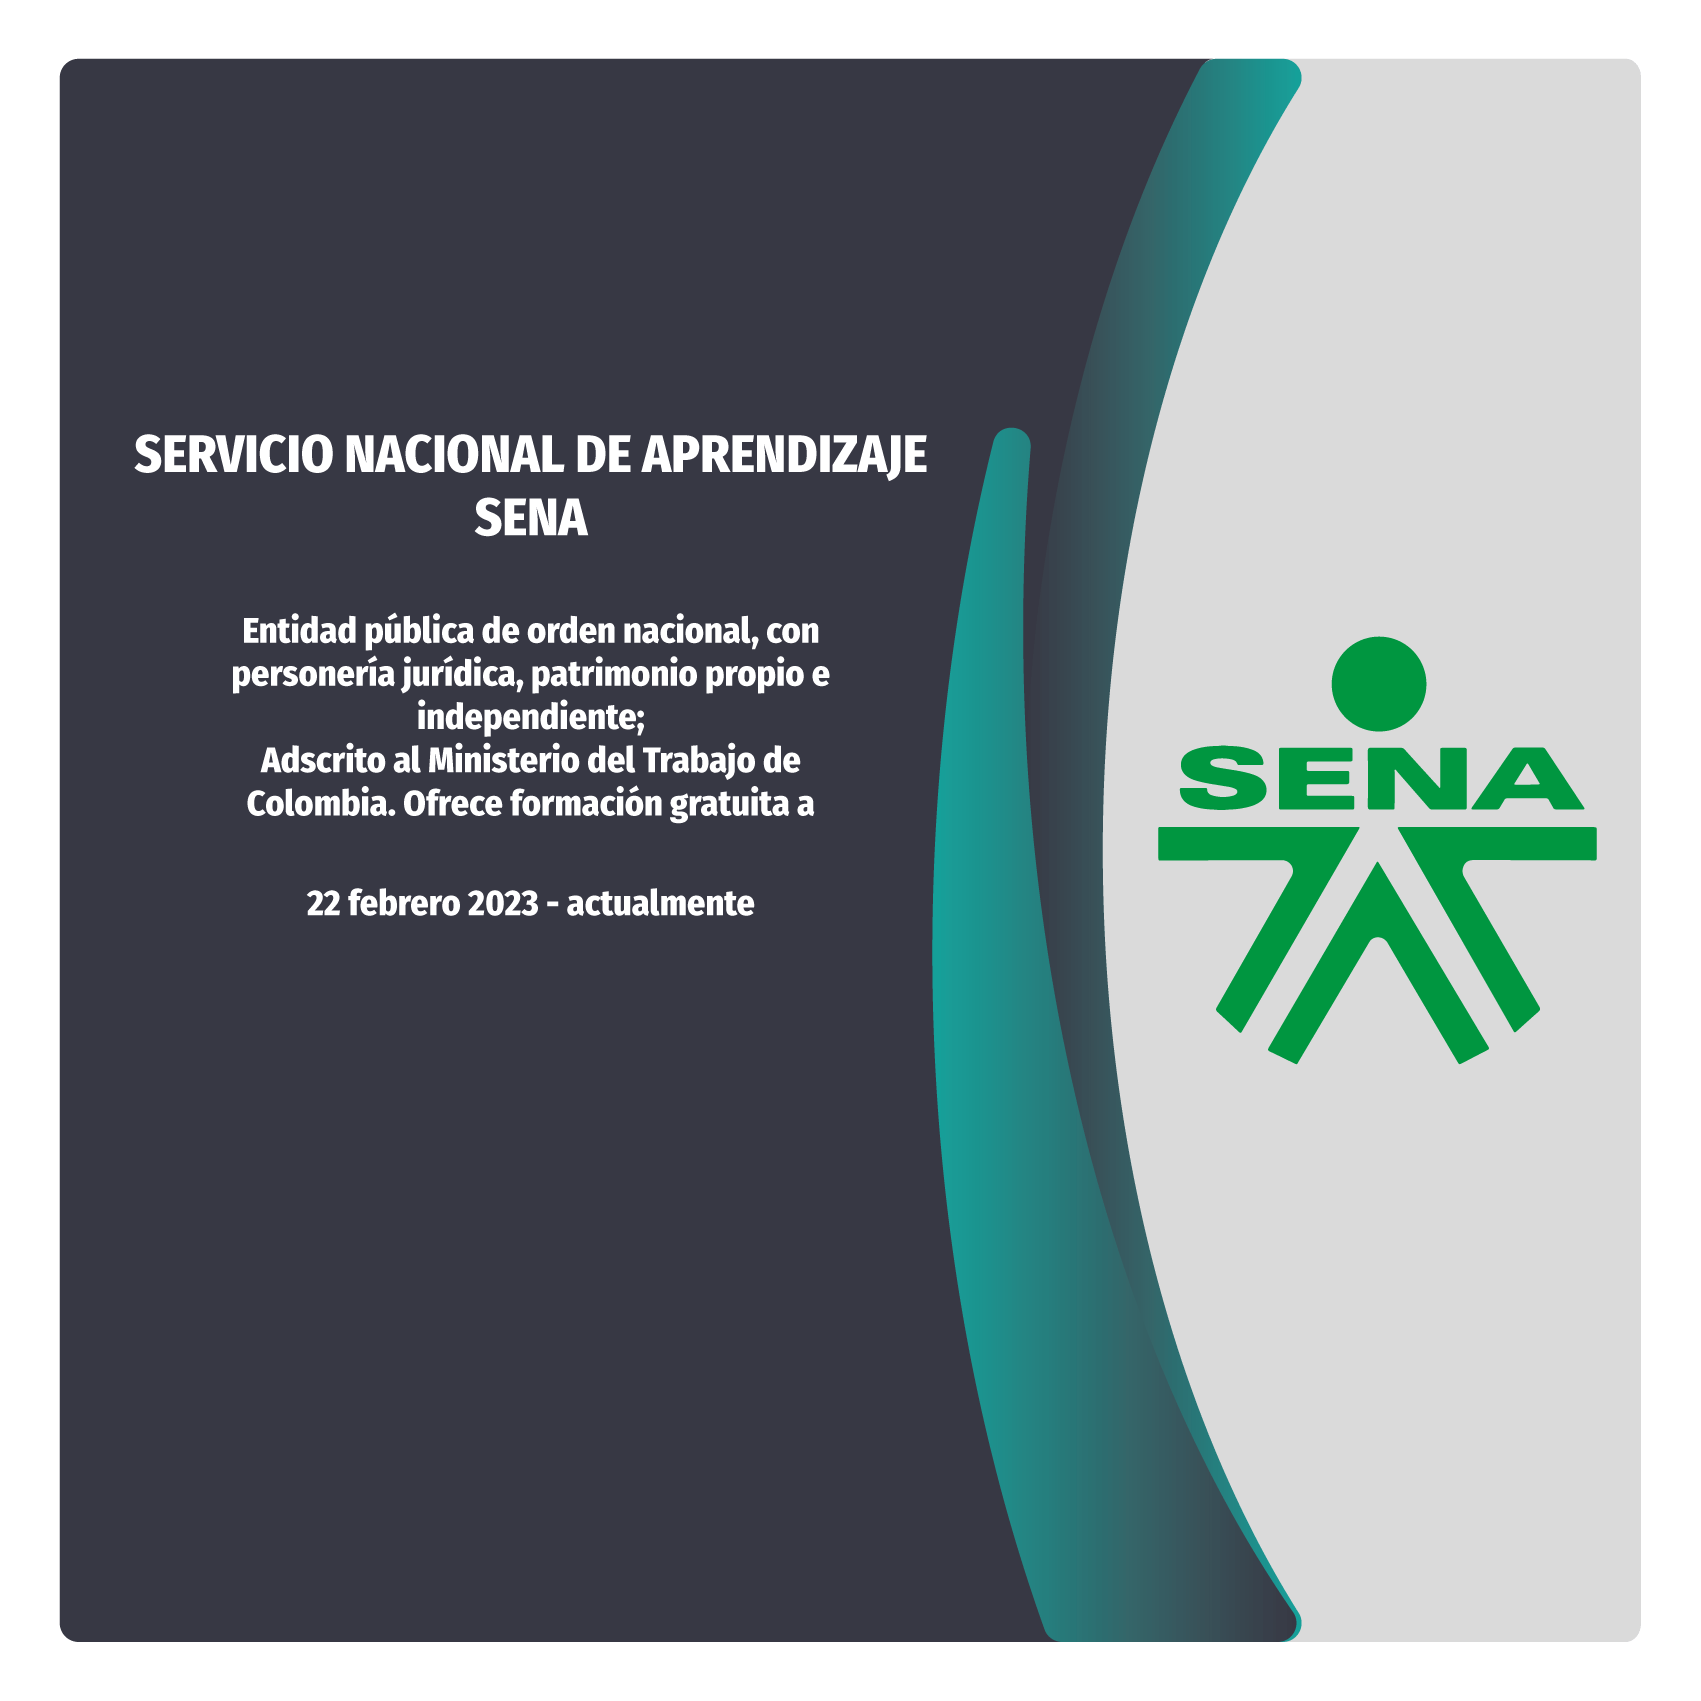 SERVICIO NACIONAL DE APRENDIZAJE
SENA
Entidad pública de orden nacional, con
personería jurídica, patrimonio propio e
independiente;
Adscrito al Ministerio del Trabajo de
Colombia. Ofrece formación gratuita a
22 febrero 2023 - actualmente
SENA